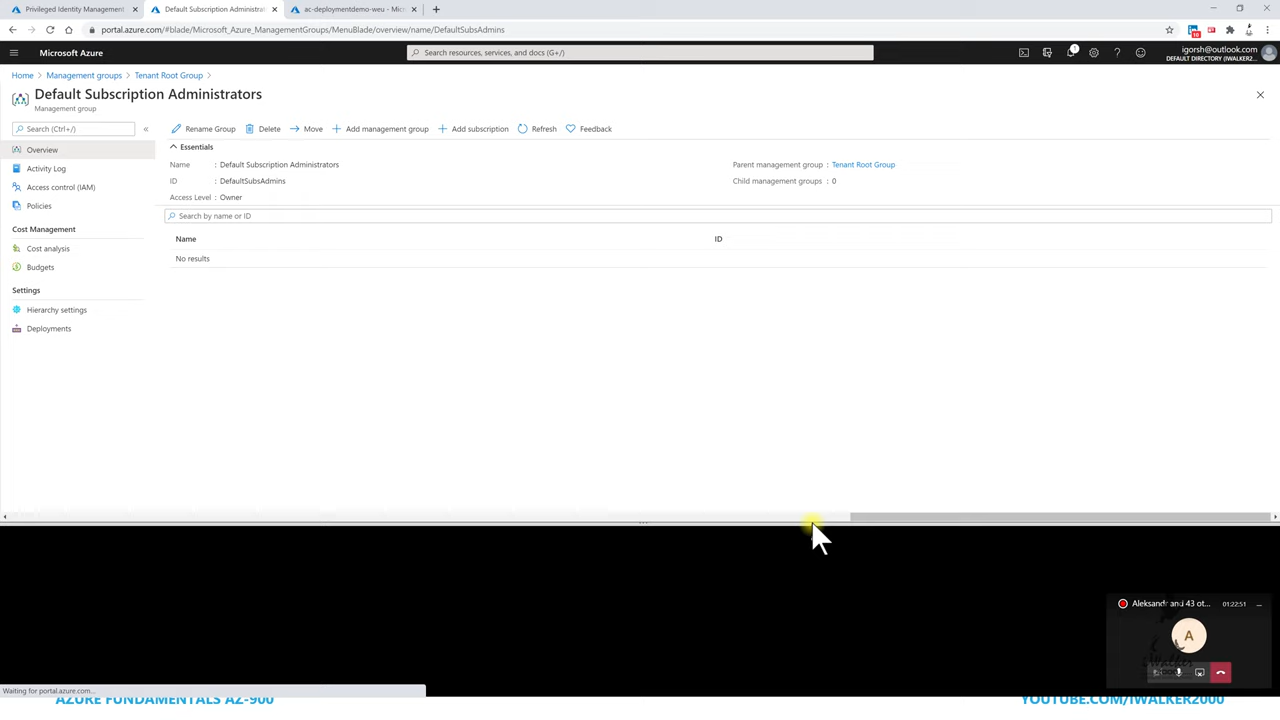 Privileged Identity Management
Default Subscription Administrat
ac-deploymentdemo-weu - Micr
portal.azure.com/#blade/Microsoft_Azure_ManagementGroups/MenuBlade/overview/name/DefaultSubsAdmins
Microsoft Azure
Search resources, services, and docs (G+/)
1
igorsh@outlook.com
DEFAULT DIRECTORY (IWALKER2...
Home > Management groups > Tenant Root Group >
Default Subscription Administrators
Management group
Search (Ctrl+/)
«
Rename Group
Delete
Move
Add management group
Add subscription
Refresh
Feedback
Overview
Activity Log
Access control (IAM)
Policies
Cost Management
Cost analysis
Budgets
Settings
Hierarchy settings
Deployments
Essentials
Name : Default Subscription Administrators
Parent management group : Tenant Root Group
ID : DefaultSubsAdmins
Child management groups : 0
Access Level : Owner
Search by name or ID
Name ID
No results
Aleksandr and 43 ot...
01:22:51
A
Waiting for portal.azure.com...
AZURE FUNDAMENTALS AZ-900
YOUTUBE.COM/IWALKER2000